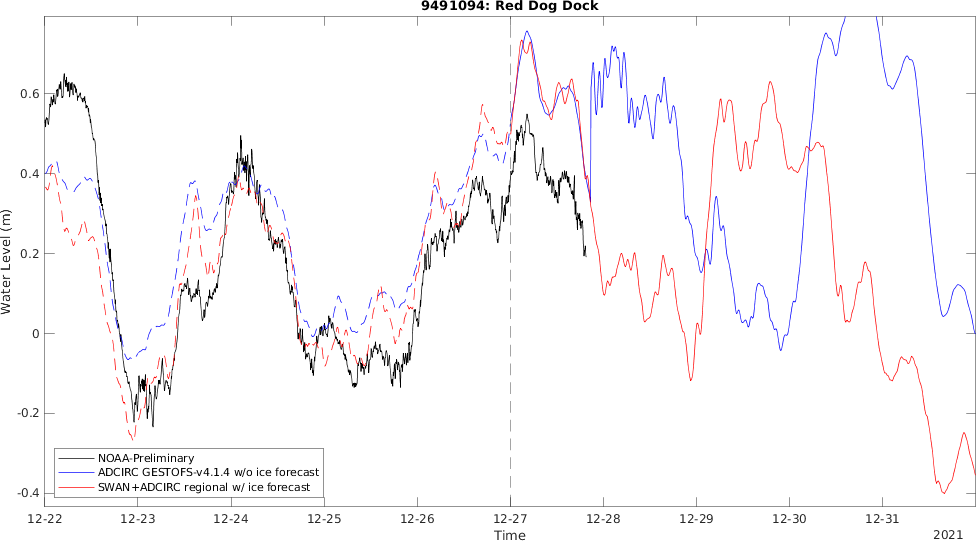 9491094: Red Dog Dock
Water Level (m)
0.6
0.4
0.2
0
-0.2
-0.4
NOAA-Preliminary
ADCIRC GESTOFS-v4.1.4 w/o ice forecast
SWAN+ADCIRC regional w/ ice forecast
12-22 12-23 12-24 12-25 12-26 12-27 12-28 12-29 12-30 12-31
Time
2021